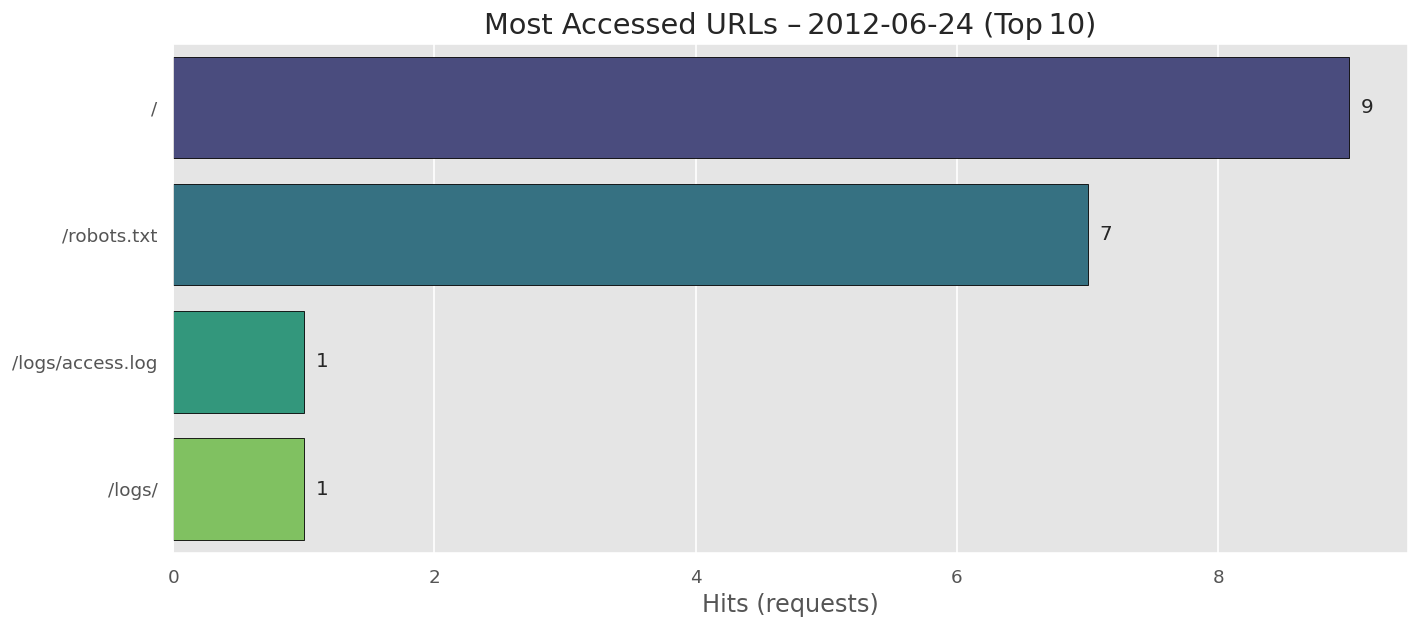 Most Accessed URLs – 2012-06-24 (Top 10)
/
9
/robots.txt
7
/logs/access.log
1
/logs/
1
0
2
4
6
8
Hits (requests)